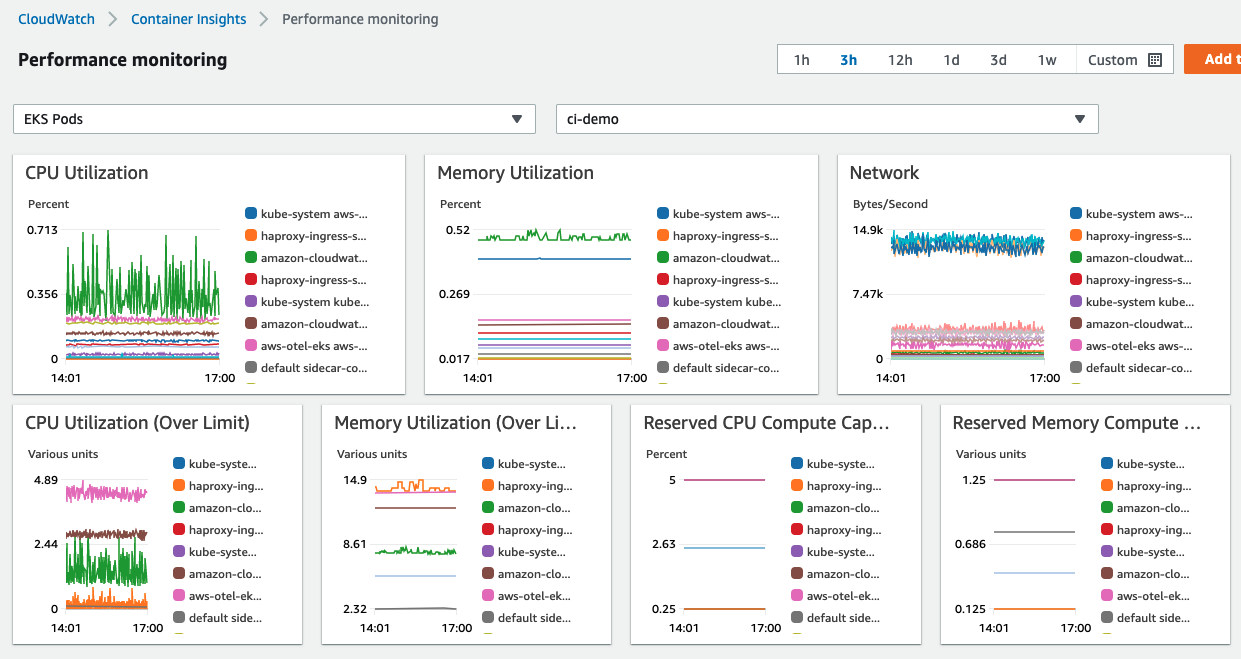 CloudWatch > Container Insights > Performance monitoring
Performance monitoring
1h 3h 12h 1d 3d 1w Custom Add t
EKS Pods
ci-demo
CPU Utilization
Percent
0.713
0.356
0
14:01 17:00
kube-system aws-...
haproxy-ingress-s...
amazon-cloudwat...
haproxy-ingress-s...
kube-system kube...
amazon-cloudwat...
aws-otel-eks aws-...
default sidecar-co...
Memory Utilization
Percent
0.52
0.269
0.017
14:01 17:00
kube-system aws-...
haproxy-ingress-s...
amazon-cloudwat...
haproxy-ingress-s...
kube-system kube...
amazon-cloudwat...
aws-otel-eks aws-...
default sidecar-co...
Network
Bytes/Second
14.9k
7.47k
0
14:01 17:00
kube-system aws-...
haproxy-ingress-s...
amazon-cloudwat...
haproxy-ingress-s...
kube-system kube...
amazon-cloudwat...
aws-otel-eks aws-...
default sidecar-co...
CPU Utilization (Over Limit)
Various units
4.89
2.44
0
14:01 17:00
kube-syste...
haproxy-ing...
amazon-clo...
haproxy-ing...
kube-syste...
amazon-clo...
aws-otel-ek...
default side...
Memory Utilization (Over Li...
Various units
14.9
8.61
2.32
14:01 17:00
kube-syste...
haproxy-ing...
amazon-clo...
haproxy-ing...
kube-syste...
amazon-clo...
aws-otel-ek...
default side...
Reserved CPU Compute Cap...
Percent
5
2.63
0.25
14:01 17:00
kube-syste...
haproxy-ing...
amazon-clo...
haproxy-ing...
kube-syste...
amazon-clo...
aws-otel-ek...
default side...
Reserved Memory Compute ...
Various units
1.25
0.686
0.125
14:01 17:00
kube-syste...
haproxy-ing...
amazon-clo...
haproxy-ing...
kube-syste...
amazon-clo...
aws-otel-ek...
default side...